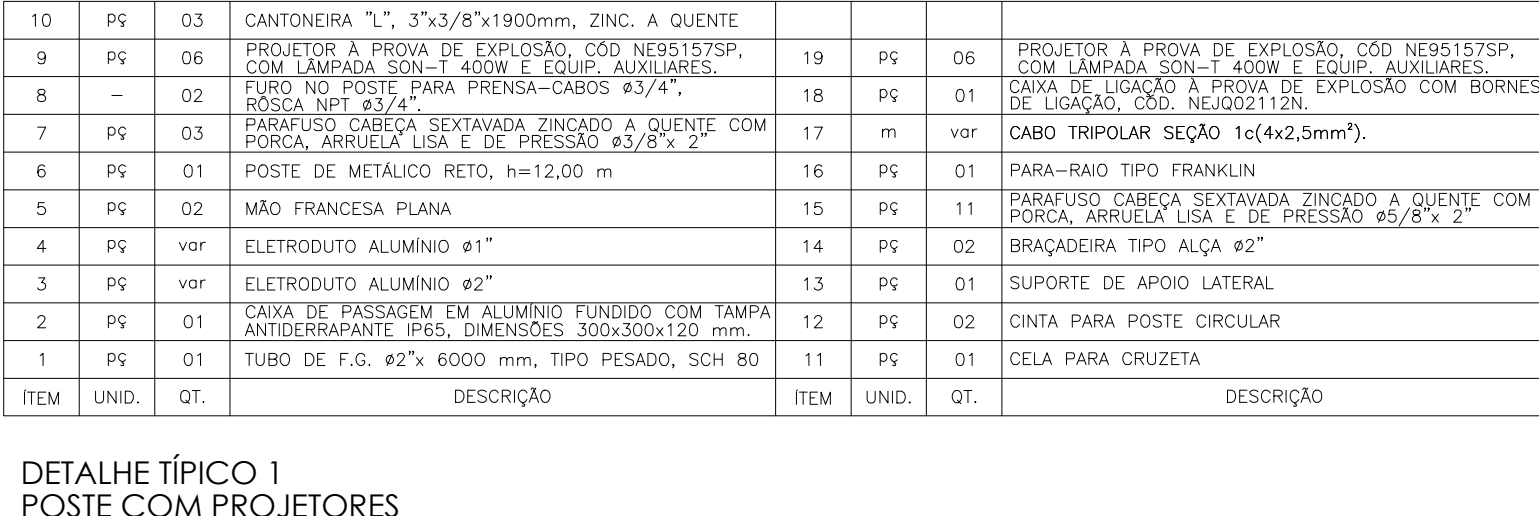 10 PÇ 03 CANTONEIRA "L", 3"x3/8"x1900mm, ZINC. A QUENTE
9 PÇ 06 PROJETOR À PROVA DE EXPLOSÃO, CÓD NE95157SP,
COM LÂMPADA SON-T 400W E EQUIP. AUXILIARES.
19 PÇ 06 PROJETOR À PROVA DE EXPLOSÃO, CÓD NE95157SP,
COM LÂMPADA SON-T 400W E EQUIP. AUXILIARES.
8 - 02 FURO NO POSTE PARA PRENSA-CABOS ø3/4",
RÔSCA NPT ø3/4".
18 PÇ 01 CAIXA DE LIGAÇÃO À PROVA DE EXPLOSÃO COM BORNES
DE LIGAÇÃO, CÓD. NEJQ02112N.
7 PÇ 03 PARAFUSO CABEÇA SEXTAVADA ZINCADO A QUENTE COM
PORCA, ARRUELA LISA E DE PRESSÃO ø3/8"x 2"
17 m var CABO TRIPOLAR SEÇÃO 1c(4x2,5mm²).
6 PÇ 01 POSTE DE METÁLICO RETO, h=12,00 m
16 PÇ 01 PARA-RAIO TIPO FRANKLIN
5 PÇ 02 MÃO FRANCESA PLANA
15 PÇ 11 PARAFUSO CABEÇA SEXTAVADA ZINCADO A QUENTE COM
PORCA, ARRUELA LISA E DE PRESSÃO ø5/8"x 2"
4 PÇ var ELETRODUTO ALUMÍNIO ø1"
14 PÇ 02 BRAÇADEIRA TIPO ALÇA ø2"
3 PÇ var ELETRODUTO ALUMÍNIO ø2"
13 PÇ 01 SUPORTE DE APOIO LATERAL
2 PÇ 01 CAIXA DE PASSAGEM EM ALUMÍNIO FUNDIDO COM TAMPA
ANTIDERRAPANTE IP65, DIMENSÕES 300x300x120 mm.
12 PÇ 02 CINTA PARA POSTE CIRCULAR
1 PÇ 01 TUBO DE F.G. ø2"x 6000 mm, TIPO PESADO, SCH 80
11 PÇ 01 CELA PARA CRUZETA
ÍTEM UNID. QT. DESCRIÇÃO
ÍTEM UNID. QT. DESCRIÇÃO
DETALHE TÍPICO 1
POSTE COM PROJETORES